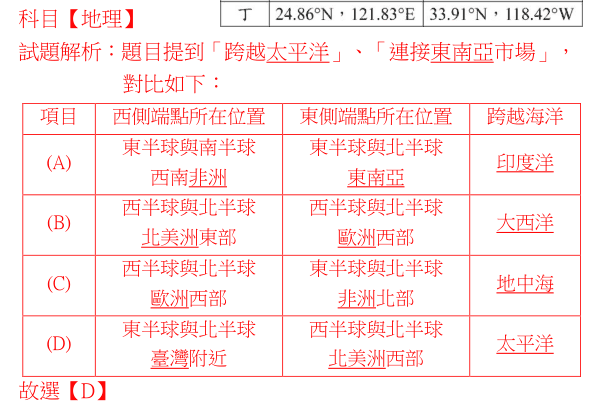 丁 24.86°N，121.83°E 33.91°N，118.42°W
科目【地理】
試題解析：題目提到「跨越太平洋」、「連接東南亞市場」，
對比如下：
項目 西側端點所在位置 東側端點所在位置 跨越海洋
(A) 東半球與南半球 東半球與北半球 印度洋
西南非洲 東南亞
(B) 西半球與北半球 西半球與北半球 大西洋
北美洲東部 歐洲西部
(C) 西半球與北半球 東半球與北半球 地中海
歐洲西部 非洲北部
(D) 東半球與北半球 西半球與北半球 太平洋
臺灣附近 北美洲西部
故選【D】